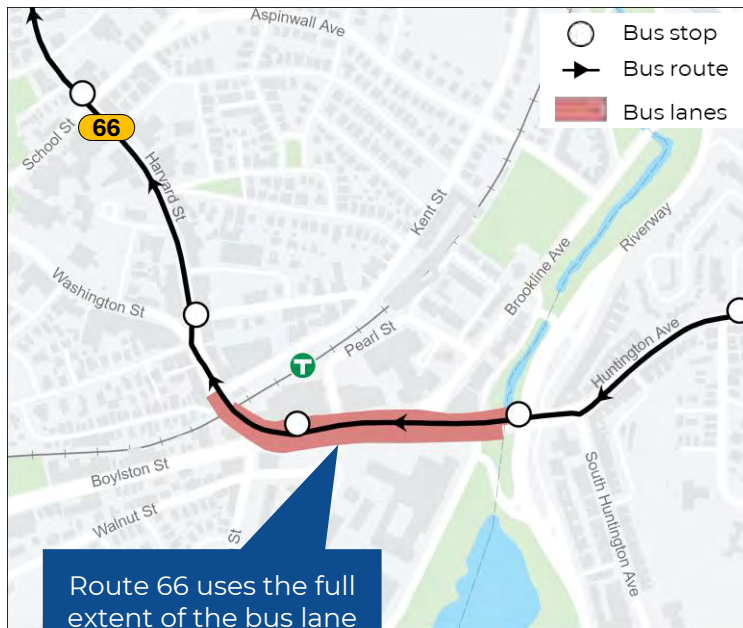 Aspinwall Ave
Bus stop
Bus route
Bus lanes
School St
66
Harvard St
Kent St
Washington St
Brookline Ave
Riverway
T
Pearl St
Huntington Ave
Boylston St
Walnut St
St
South Huntington Ave
Route 66 uses the full
extent of the bus lane